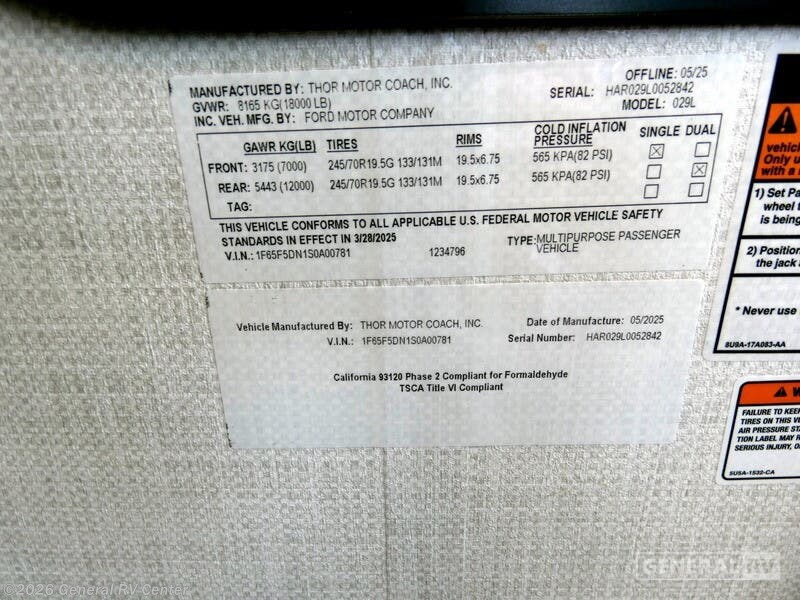 MANUFACTURED BY: THOR MOTOR COACH, INC. OFFLINE: 05/25
GVWR: 8165 KG(18000 LB) SERIAL: HAR029L0052842
INC. VEH. MFG. BY: FORD MOTOR COMPANY MODEL: 029L
GAWR KG(LB) TIRES RIMS COLD INFLATION PRESSURE SINGLE DUAL
FRONT: 3175 (7000) 245/70R19.5G 133/131M 19.5x6.75 565 KPA(82 PSI)
REAR: 5443 (12000) 245/70R19.5G 133/131M 19.5x6.75 565 KPA(82 PSI)
TAG:
THIS VEHICLE CONFORMS TO ALL APPLICABLE U.S. FEDERAL MOTOR VEHICLE SAFETY
STANDARDS IN EFFECT IN 3/28/2025 TYPE: MULTIPURPOSE PASSENGER VEHICLE
V.I.N.: 1F65F5DN1S0A00781 1234796
Vehicle Manufactured By: THOR MOTOR COACH, INC. Date of Manufacture: 05/2025
V.I.N.: 1F65F5DN1S0A00781 Serial Number: HAR029L0052842
California 93120 Phase 2 Compliant for Formaldehyde
TSCA Title VI Compliant
Only u
with a
1) Set Pa
wheel
is being
2) Position
the jack
* Never use
8U9A-17A083-AA
FAILURE TO KEEP
TIRES ON THIS V
AIR PRESSURE STA
TION LABEL MAY R
SERIOUS INJURY, O
5U5A-1532-CA
GENERAL RV
©2026 General RV Center